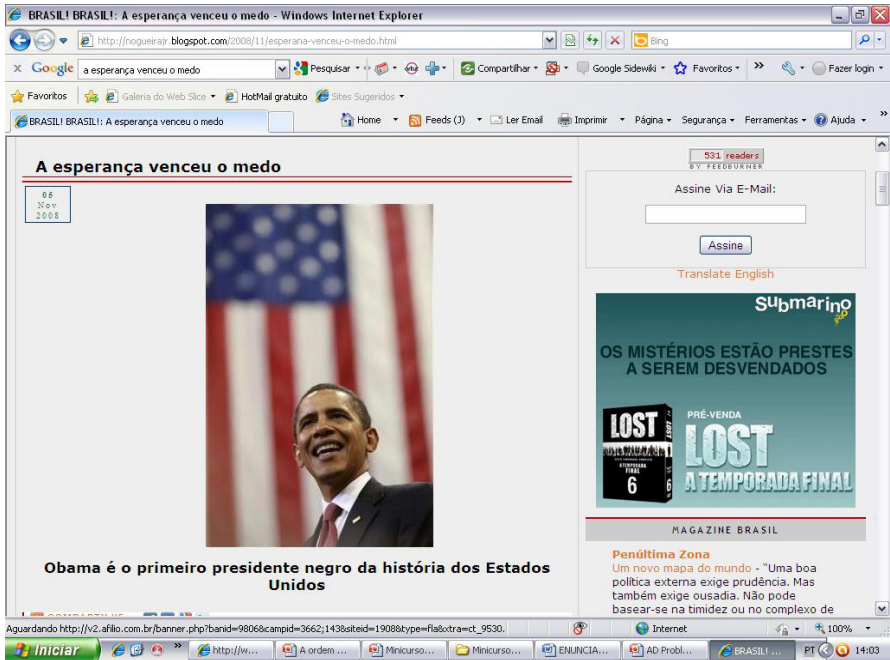 BRASIL! BRASIL!: A esperança venceu o medo - Windows Internet Explorer
http://nogueirajr.blogspot.com/2008/11/esperana-venceu-o-medo.html
Bing
x Google a esperança venceu o medo Pesquisar Compartilhar Google Sidewiki Favoritos » Fazer login
Favoritos Galeria do Web Slice HotMail gratuito Sites Sugeridos
BRASIL! BRASIL!: A esperança venceu o medo
Home Feeds (J) Ler Email Imprimir Página Segurança Ferramentas Ajuda »
A esperança venceu o medo
05
Nov
2008
Obama é o primeiro presidente negro da história dos Estados
Unidos
531 readers
BY FEEDBURNER
Assine Via E-Mail:
Assine
Translate English
Submarino
OS MISTÉRIOS ESTÃO PRESTES
A SEREM DESVENDADOS
LOST
A TEMPORADA
FINAL
6
PRÉ-VENDA
LOST
A TEMPORADA FINAL
MAGAZINE BRASIL
Penúltima Zona
Um novo mapa do mundo - "Uma boa
política externa exige prudência. Mas
também exige ousadia. Não pode
basear-se na timidez ou no complexo de
Aguardando http://v2.afilio.com.br/banner.php?banid=9806&campid=3662;143&siteid=1908&type=fla&xtra=ct_9530.
Internet
100%
Iniciar » http://w... A ordem ... Minicurso... Minicurso... ENUNCIA... AD Probl... BRASIL! ... PT 14:03